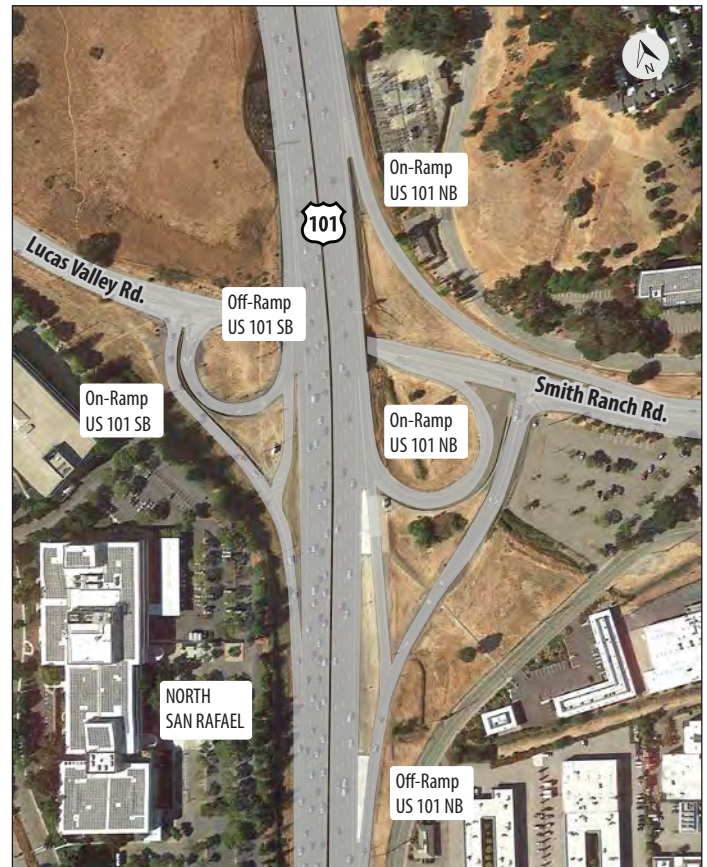 N
On-Ramp
US 101 NB
101
Lucas Valley Rd.
Off-Ramp
US 101 SB
On-Ramp
US 101 SB
On-Ramp
US 101 NB
Smith Ranch Rd.
NORTH
SAN RAFAEL
Off-Ramp
US 101 NB